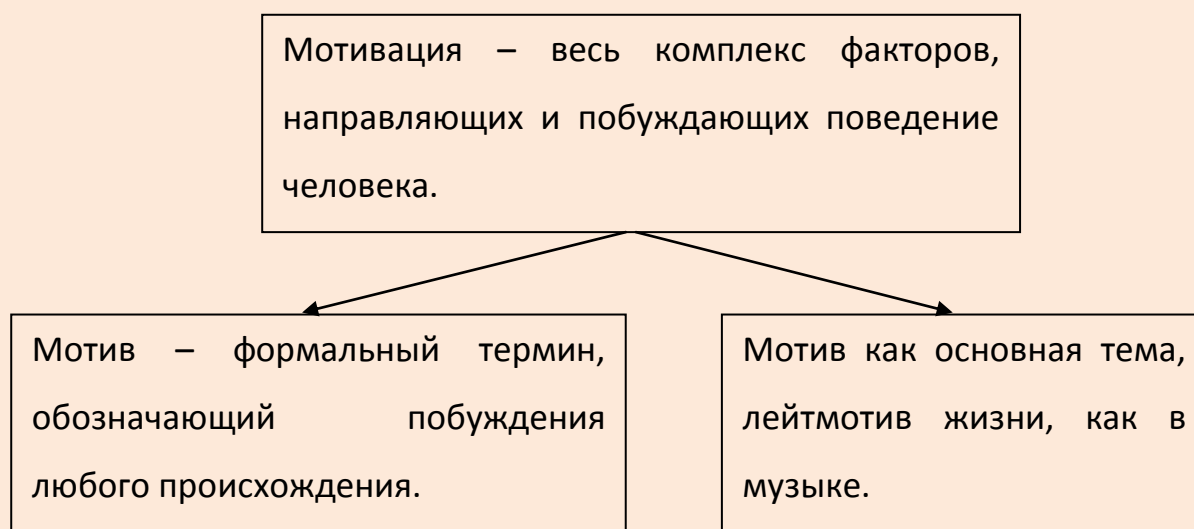 Мотивация – весь комплекс факторов,
направляющих и побуждающих поведение
человека.
Мотив – формальный термин,
обозначающий побуждения
любого происхождения.
Мотив как основная тема,
лейтмотив жизни, как в
музыке.